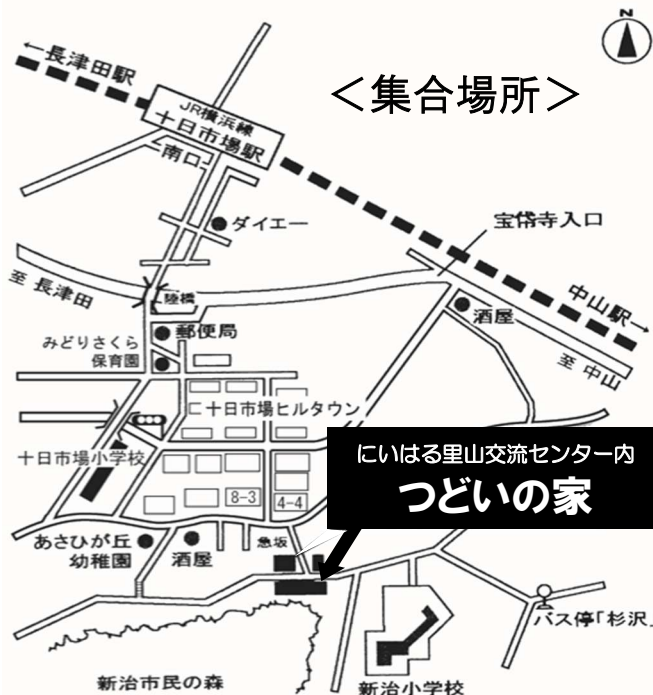 N
←長津田駅
＜集合場所＞
JR横浜線
十日市場駅
南口
ダイエー
宝帒寺入口
至 長津田
陸橋
中山駅→
酒屋
至 中山
郵便局
みどりさくら
保育園
十日市場ヒルタウン
十日市場小学校
にいはる里山交流センター内
つどいの家
8-3
4-4
あさひが丘
幼稚園
酒屋
急坂
バス停「杉沢」
新治市民の森
新治小学校